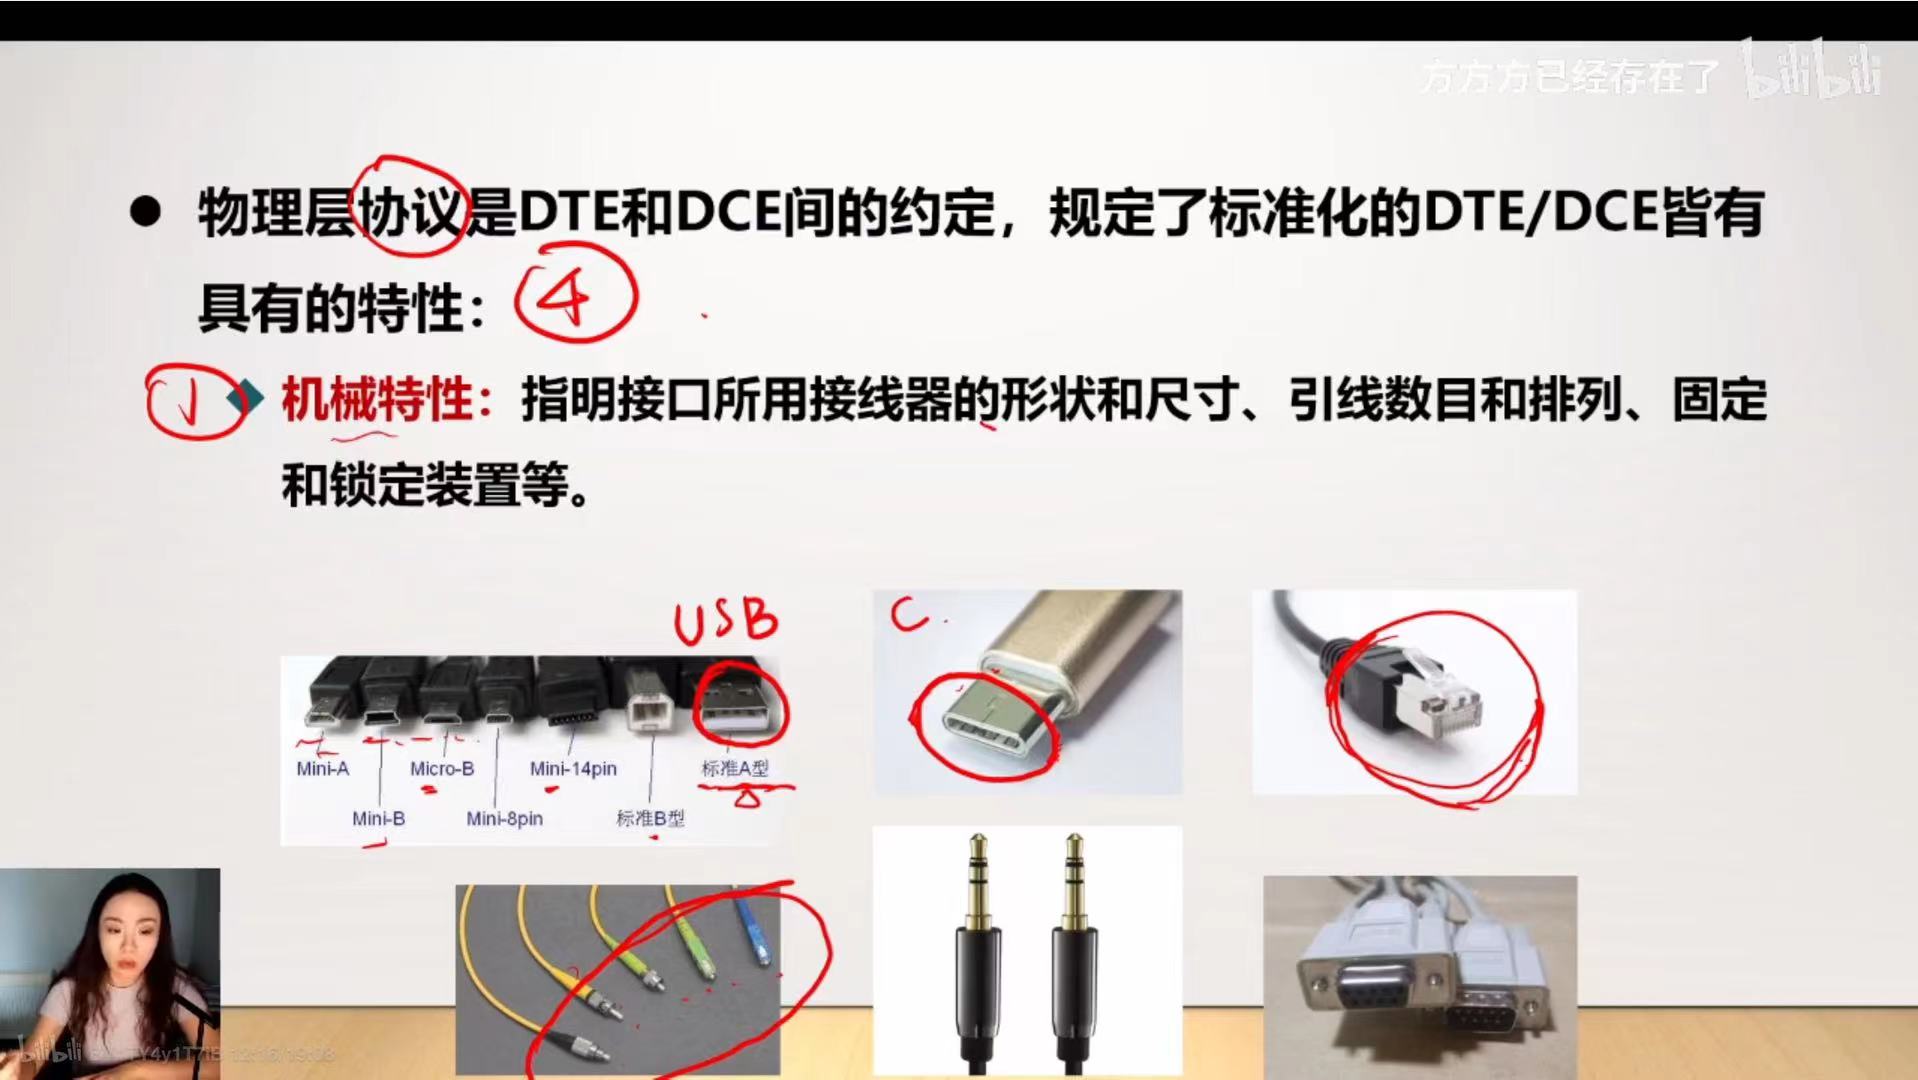 方方方已经存在了 bilibili
● 物理层协议是DTE和DCE间的约定，规定了标准化的DTE/DCE皆有
具有的特性： 4
1 机械特性：指明接口所用接线器的形状和尺寸、引线数目和排列、固定
和锁定装置等。
USB
C
Mini-A Micro-B Mini-14pin 标准A型
Mini-B Mini-8pin 标准B型
bilibili